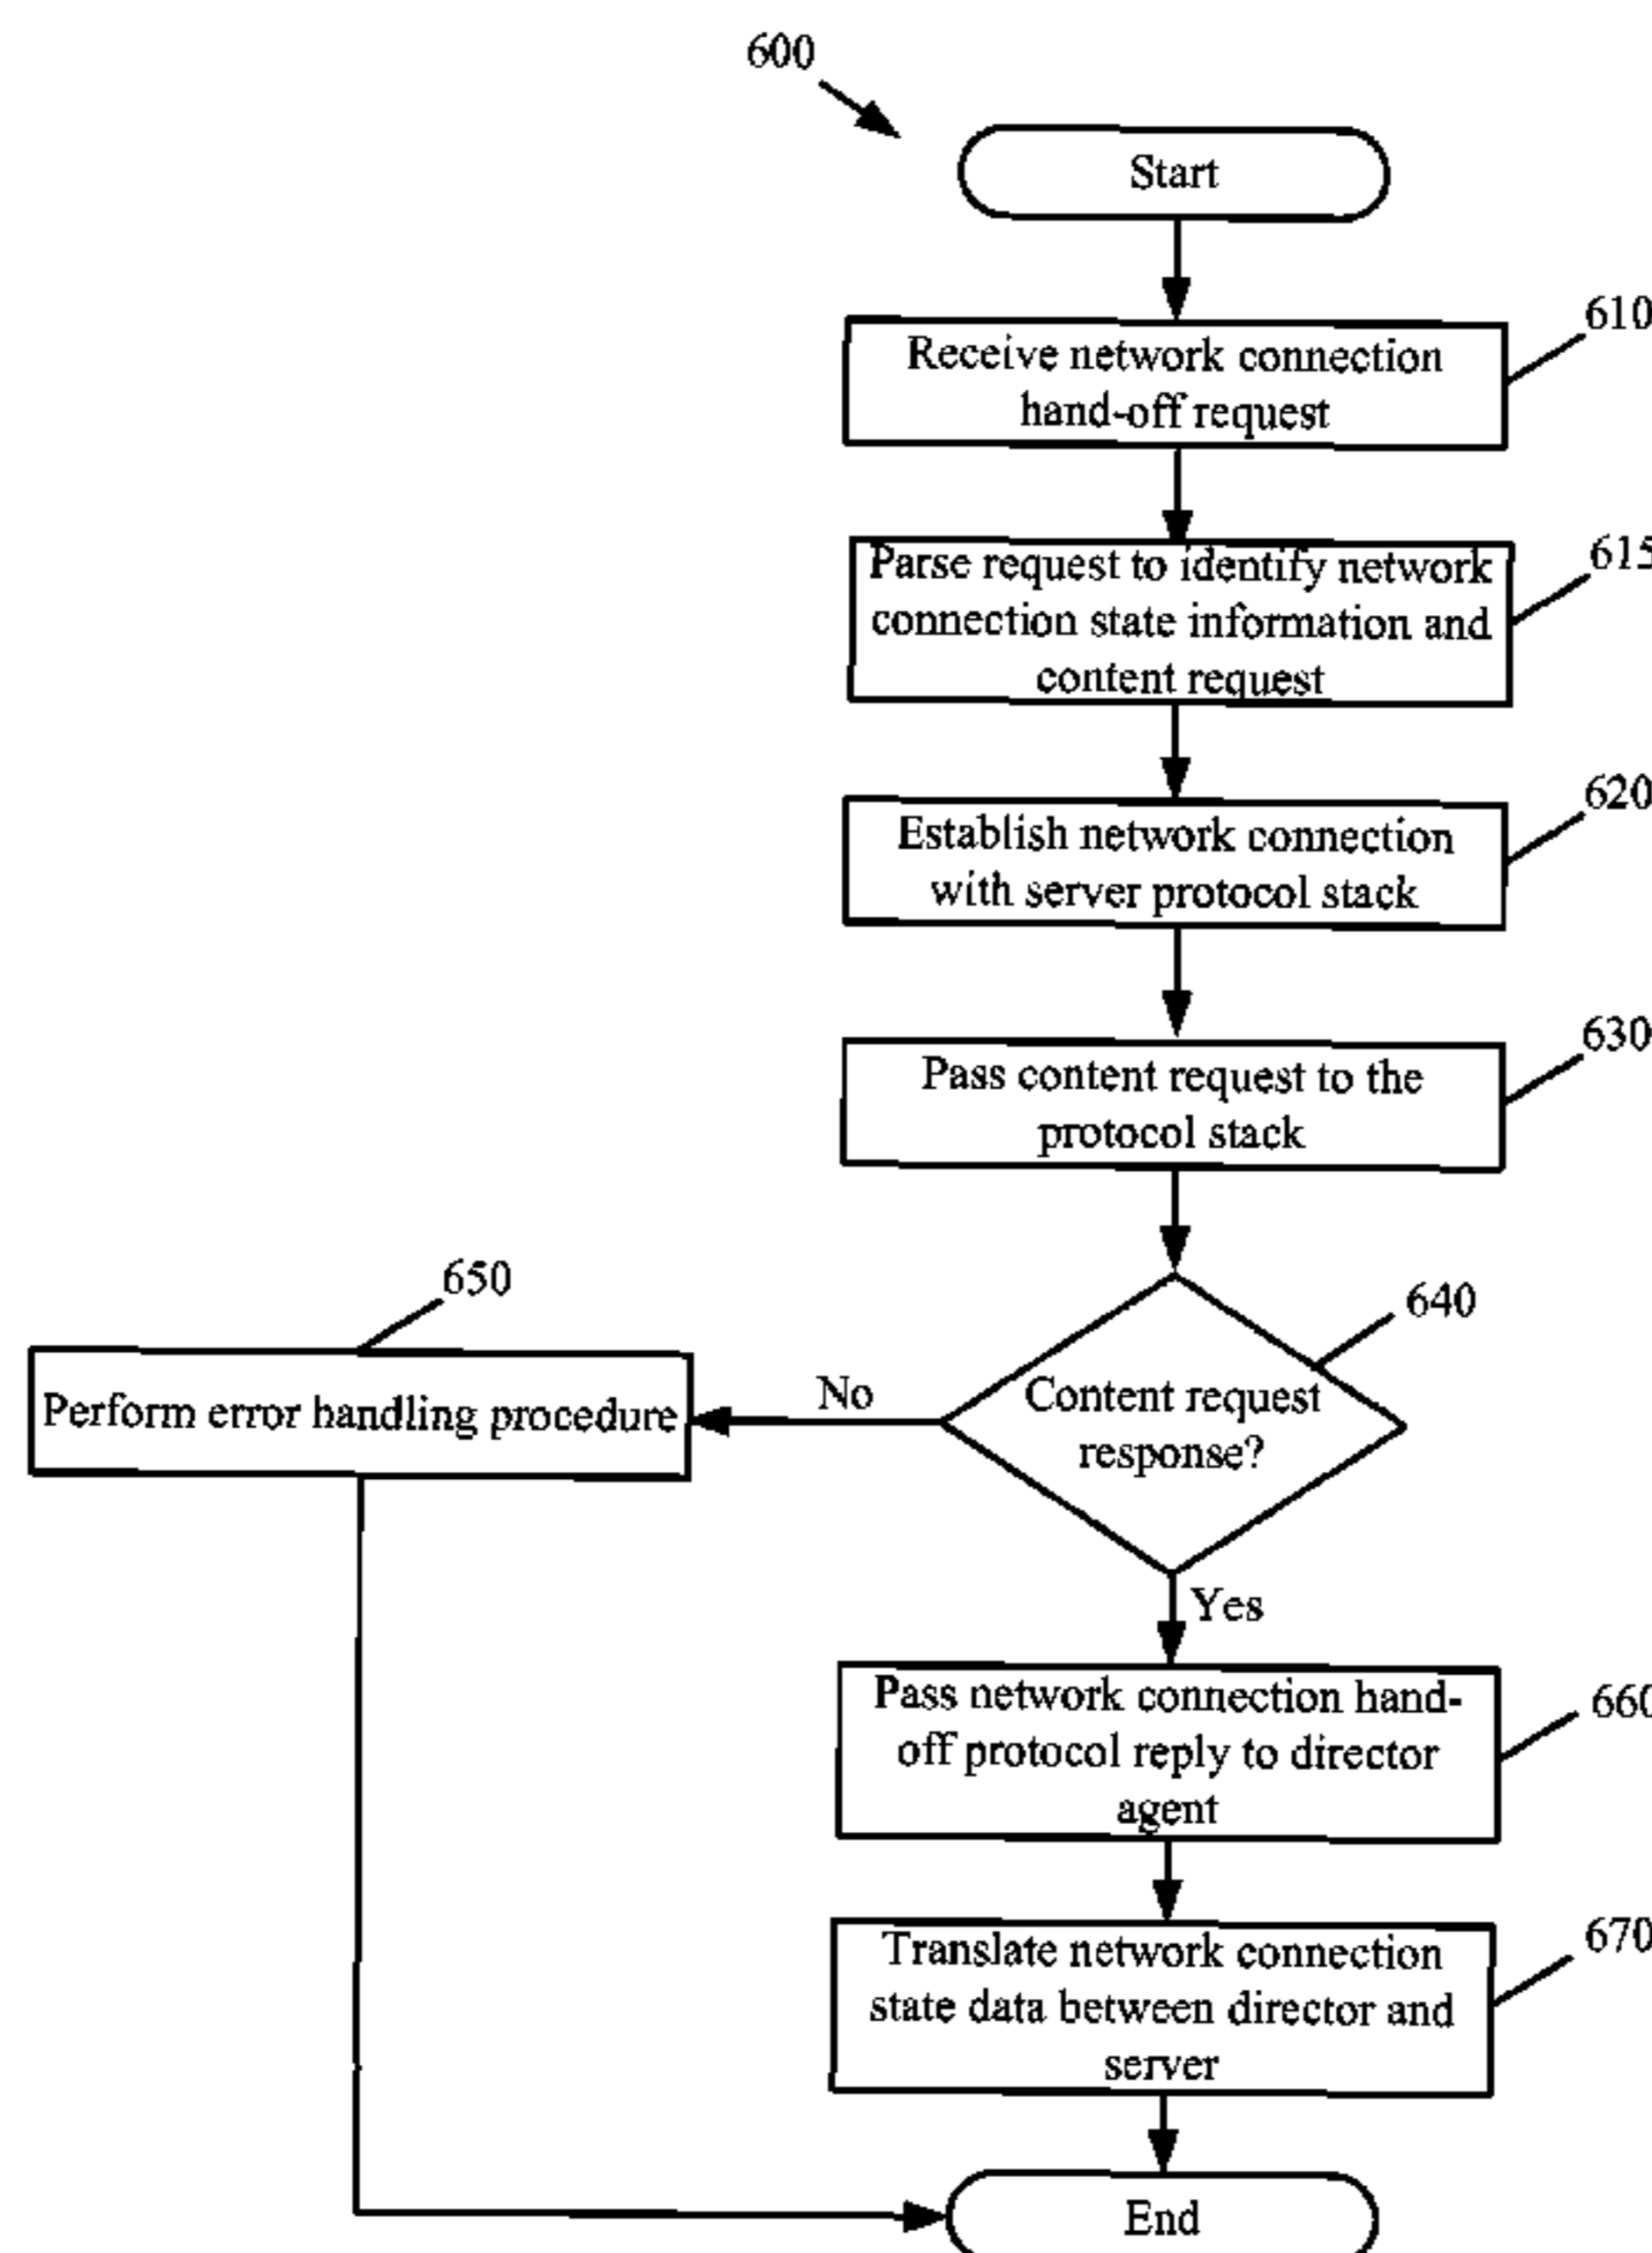 600
Start
610
Receive network connection
hand-off request
615
Parse request to identify network
connection state information and
content request
620
Establish network connection
with server protocol stack
630
Pass content request to the
protocol stack
650
640
Perform error handling procedure
No
Content request
response?
Yes
Pass network connection hand-
off protocol reply to director
agent
660
670
Translate network connection
state data between director and
server
End